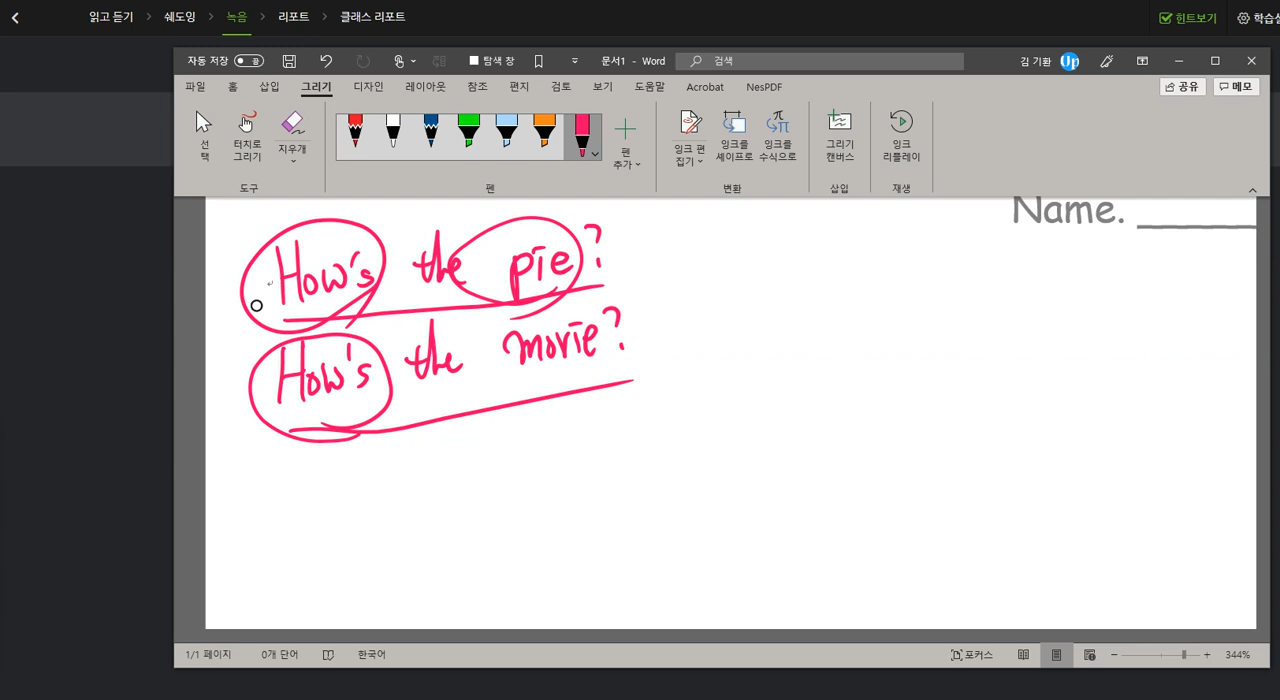 읽고 듣기 > 쉐도잉 > 녹음 > 리포트 > 클래스 리포트 힌트보기
자동 저장 끔 탐색 창 문서1 - Word 검색 김 기환 Up
파일 홈 삽입 그리기 디자인 레이아웃 참조 편지 검토 보기 도움말 Acrobat NesPDF 공유 메모
선택 터치로 그리기 지우개 펜 추가 잉크 편집기 잉크를 셰이프로 잉크를 수식으로 그리기 캔버스 잉크 리플레이
도구 펜 변환 삽입 재생
Name.
How's the pie?
How's the movie?
1/1 페이지 0개 단어 한국어 포커스 344%